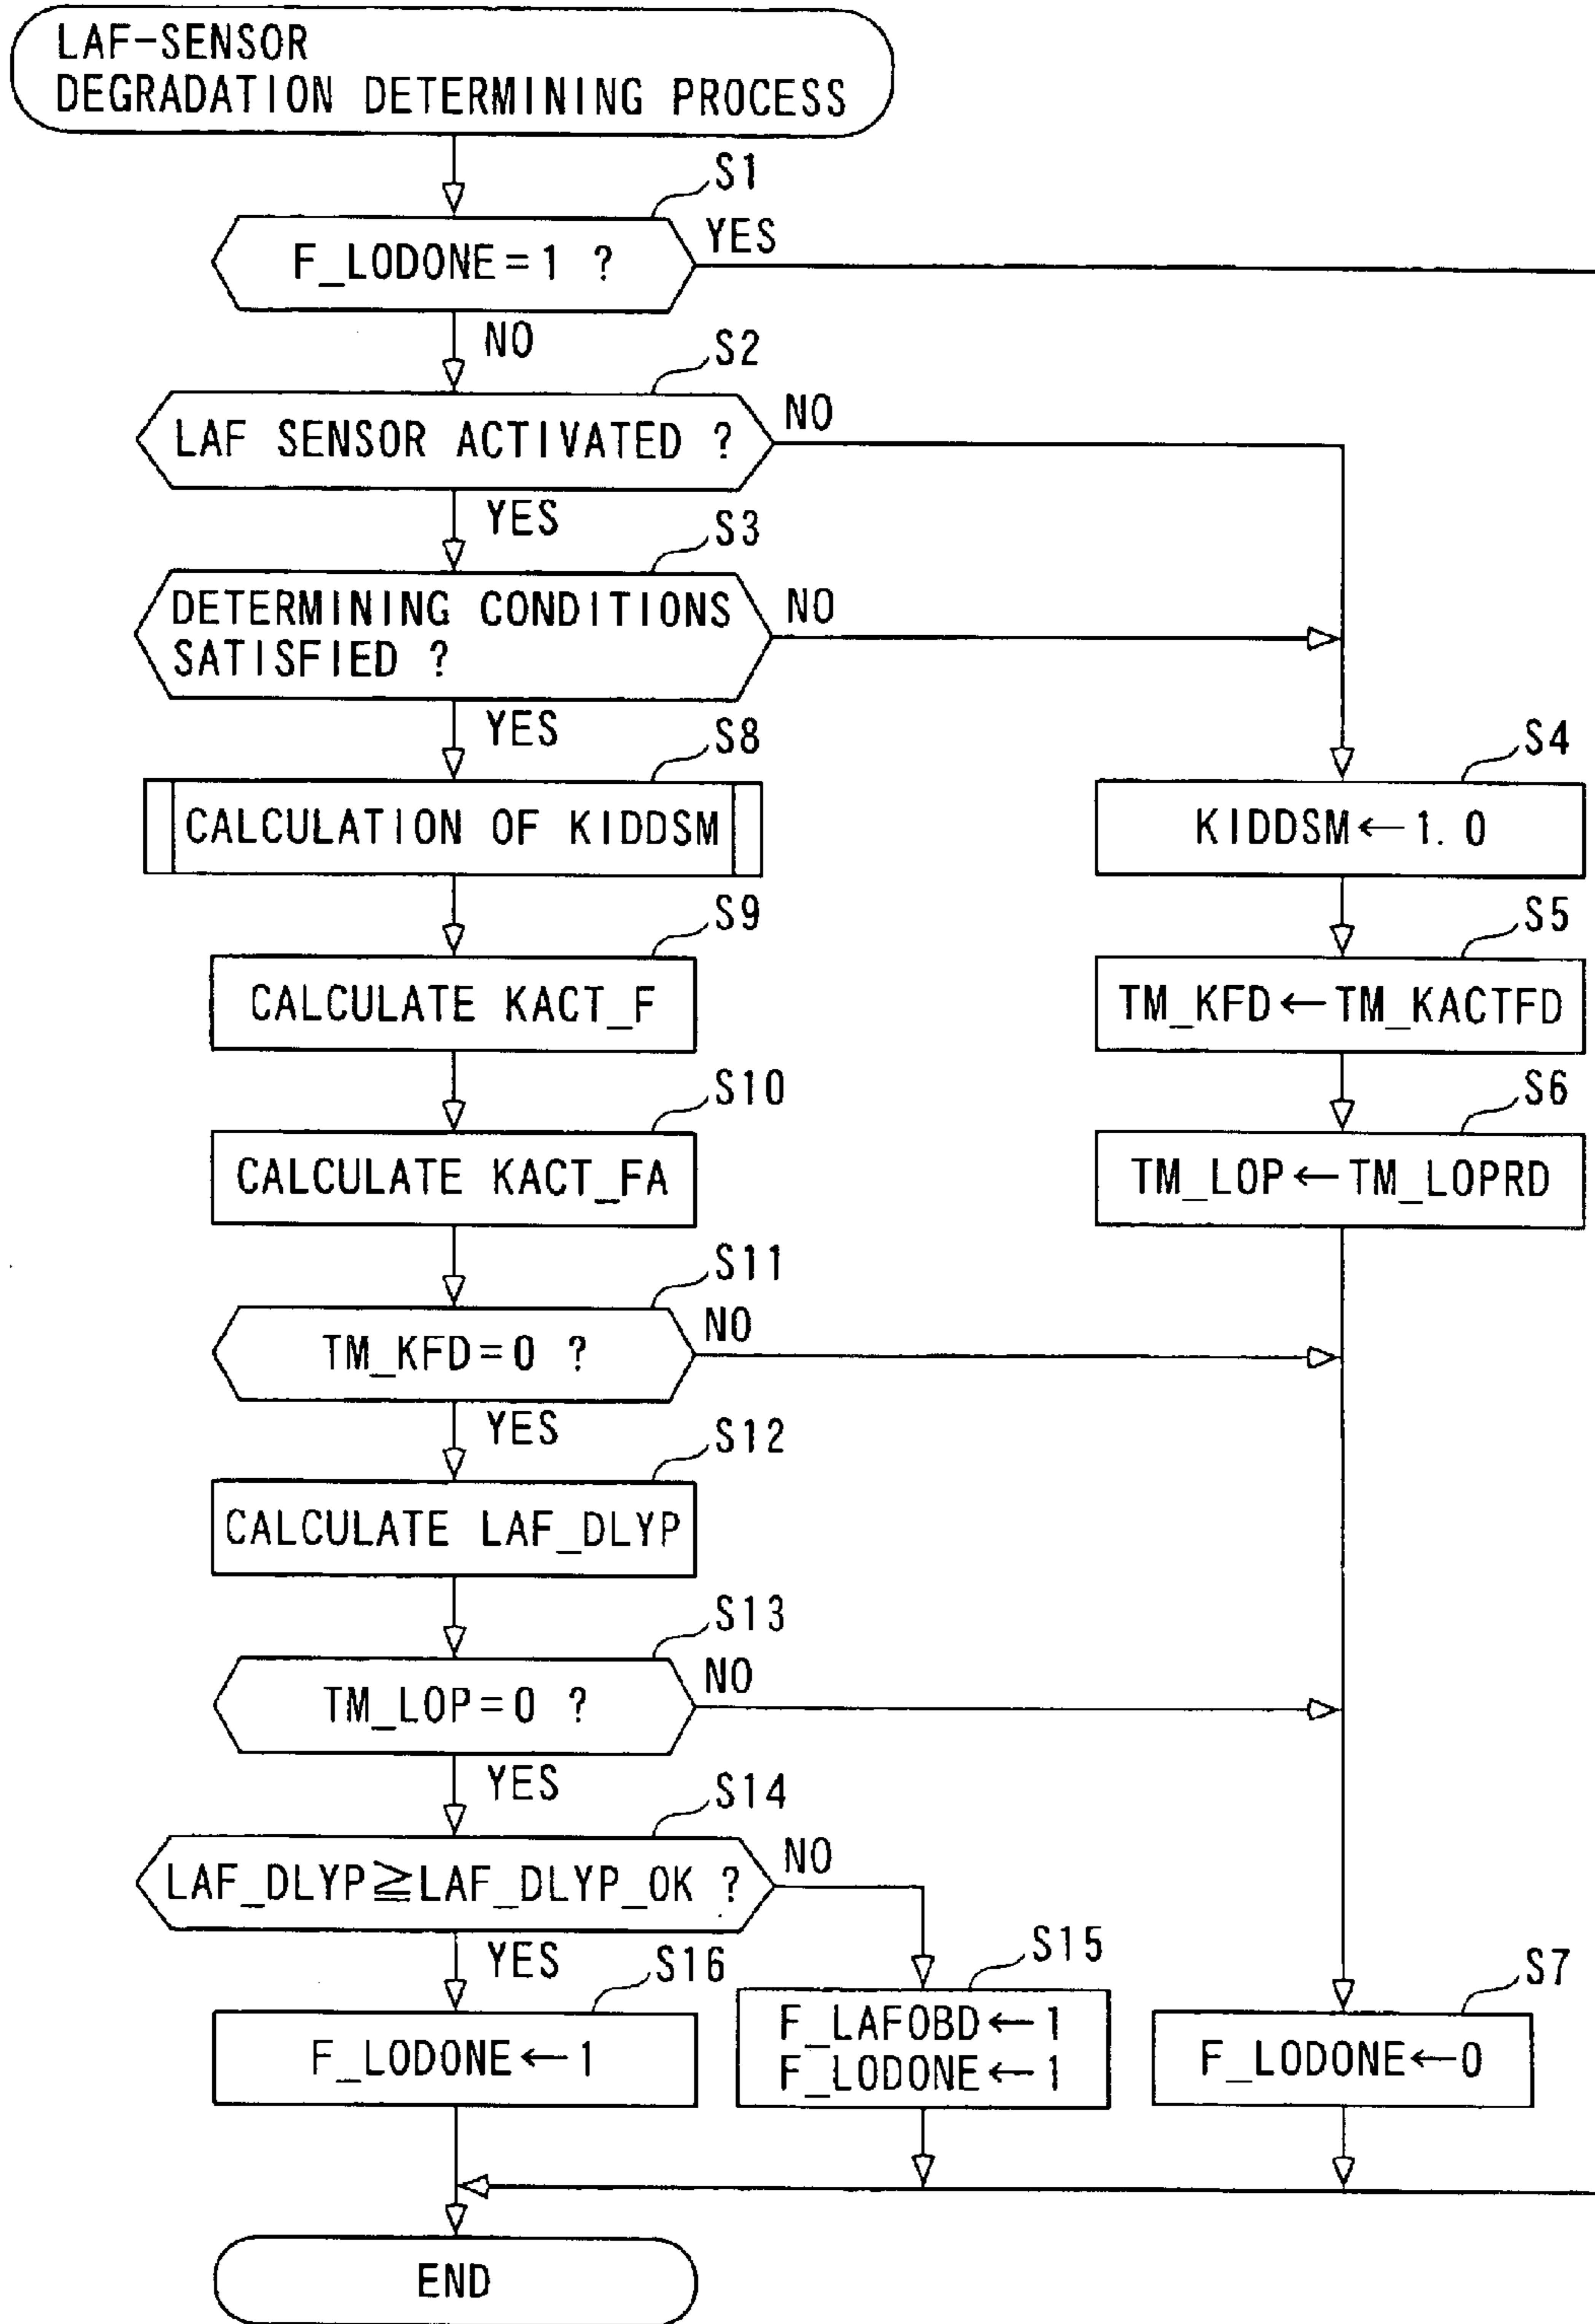 LAF-SENSOR
DEGRADATION DETERMINING PROCESS
S1
F_LODONE=1 ?
YES
NO
S2
LAF SENSOR ACTIVATED ?
NO
YES
S3
DETERMINING CONDITIONS
SATISFIED ?
NO
YES
S8
CALCULATION OF KIDDSM
S4
KIDDSM←1.0
S9
CALCULATE KACT_F
S5
TM_KFD←TM_KACTFD
S10
CALCULATE KACT_FA
S6
TM_LOP←TM_LOPRD
S11
TM_KFD=0 ?
NO
YES
S12
CALCULATE LAF_DLYP
S13
TM_LOP=0 ?
NO
YES
S14
LAF_DLYP≧LAF_DLYP_OK ?
NO
YES
S16
F_LODONE←1
S15
F_LAFOBD←1
F_LODONE←1
S7
F_LODONE←0
END